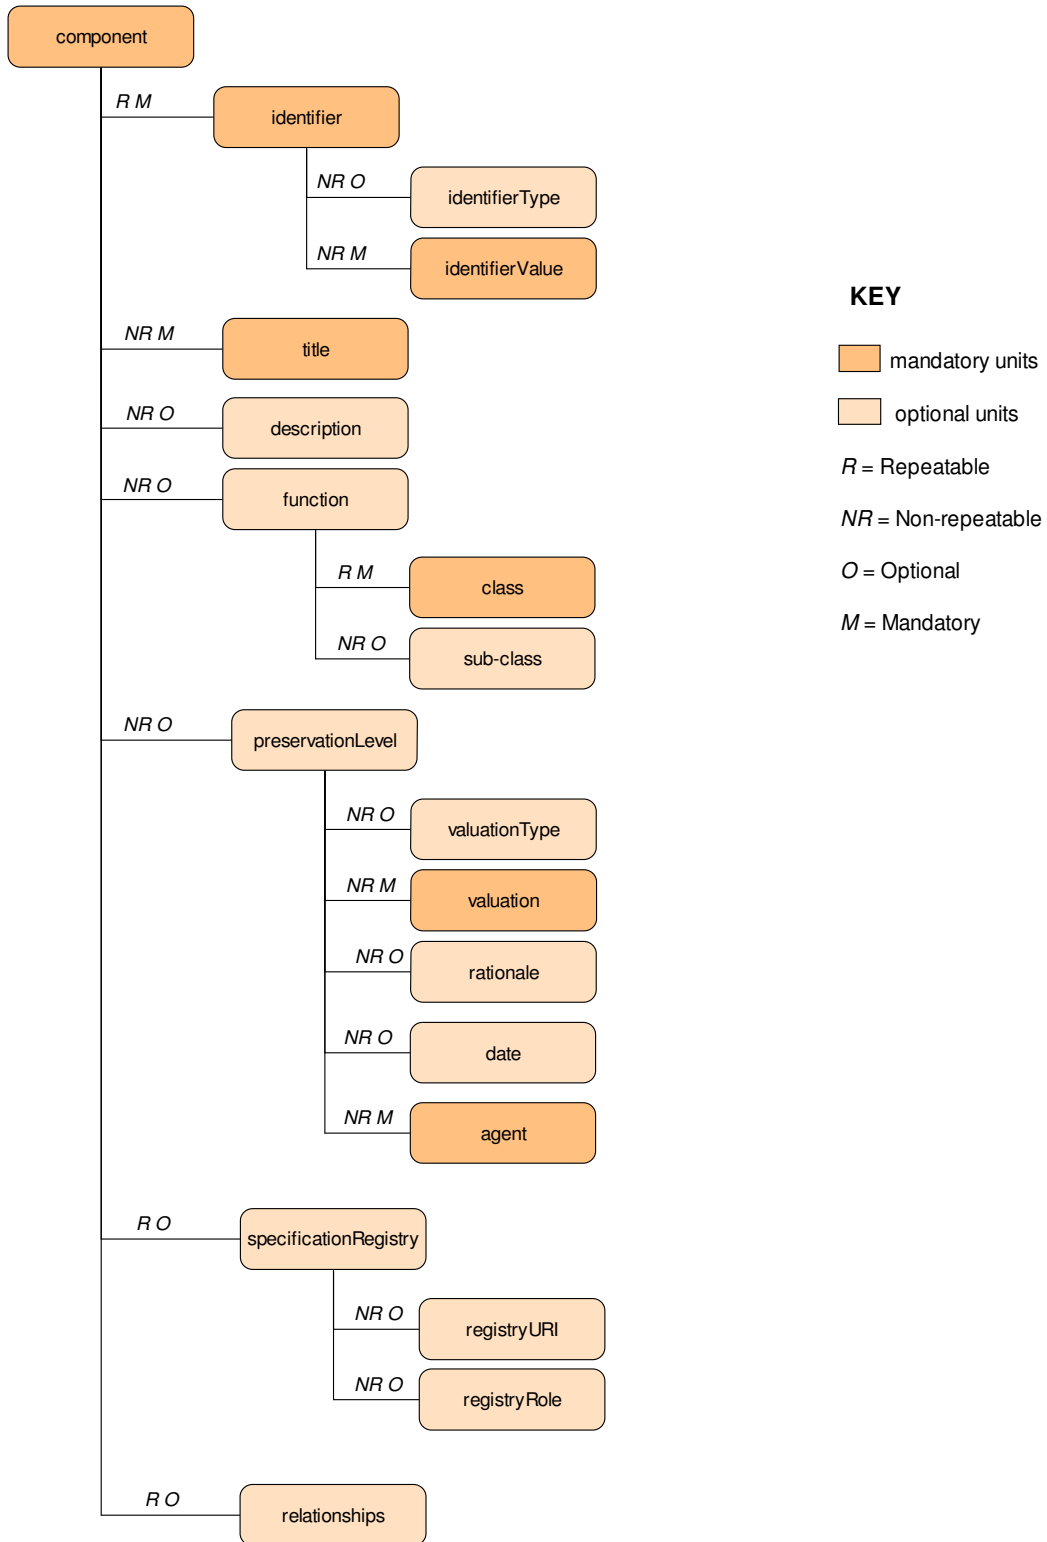 component
R M
identifier
NR O
identifierType
NR M
identifierValue
NR M
title
NR O
description
NR O
function
R M
class
NR O
sub-class
NR O
preservationLevel
NR O
valuationType
NR M
valuation
NR O
rationale
NR O
date
NR M
agent
R O
specificationRegistry
NR O
registryURI
NR O
registryRole
R O
relationships
KEY
mandatory units
optional units
R = Repeatable
NR = Non-repeatable
O = Optional
M = Mandatory